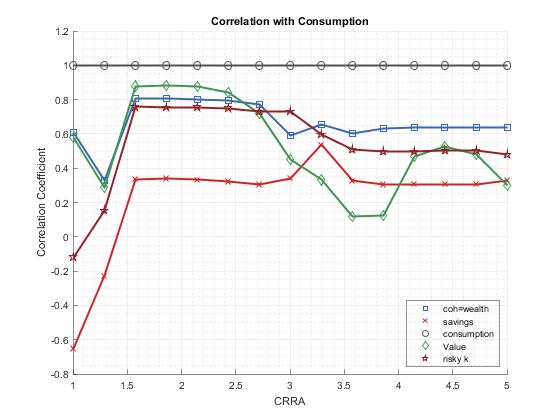 Correlation with Consumption
1.2
1
0.8
0.6
0.4
0.2
0
-0.2
-0.4
-0.6
-0.8
Correlation Coefficient
1
1.5
2
2.5
3
3.5
4
4.5
5
CRRA
coh=wealth
savings
consumption
Value
risky k